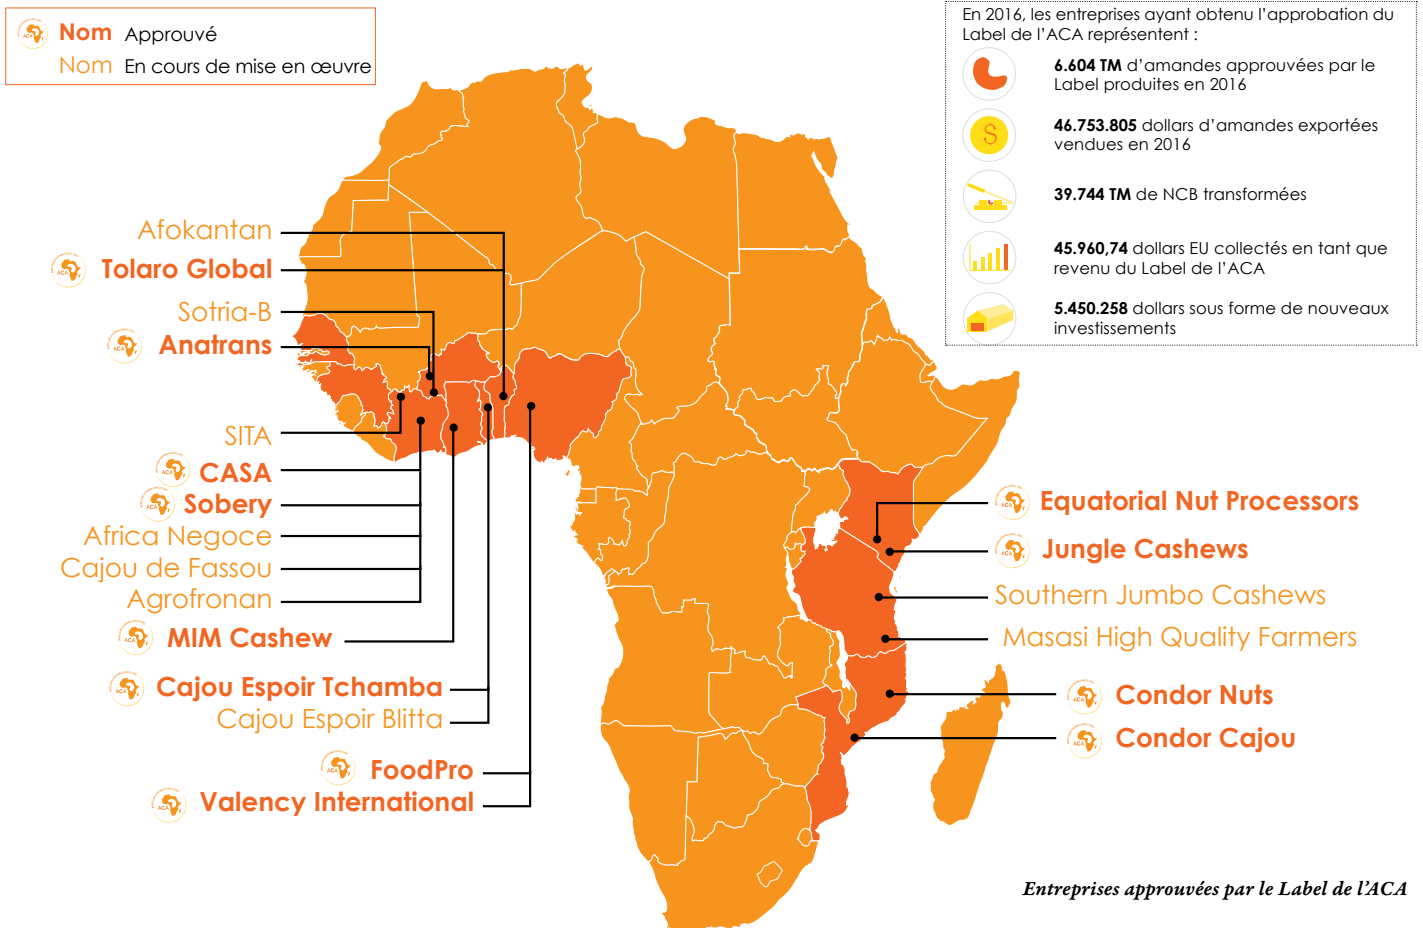 Nom Approuvé
Nom En cours de mise en œuvre
En 2016, les entreprises ayant obtenu l’approbation du
Label de l’ACA représentent :
6.604 TM d’amandes approuvées par le
Label produites en 2016
46.753.805 dollars d’amandes exportées
vendues en 2016
39.744 TM de NCB transformées
45.960,74 dollars EU collectés en tant que
revenu du Label de l’ACA
5.450.258 dollars sous forme de nouveaux
investissements
Afokantan
Tolaro Global
Sotria-B
Anatrans
SITA
CASA
Sobery
Africa Negoce
Cajou de Fassou
Agrofronan
MIM Cashew
Cajou Espoir Tchamba
Cajou Espoir Blitta
FoodPro
Valency International
Equatorial Nut Processors
Jungle Cashews
Southern Jumbo Cashews
Masasi High Quality Farmers
Condor Nuts
Condor Cajou
Entreprises approuvées par le Label de l’ACA